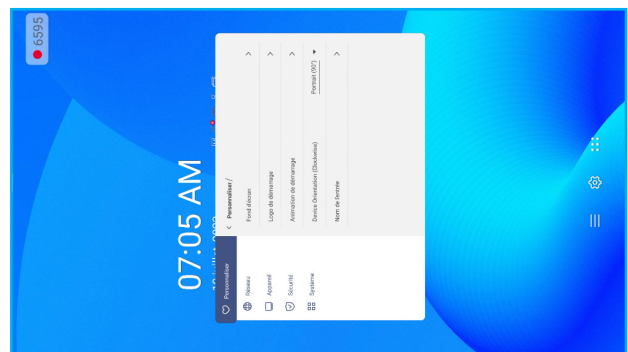 6595
07:05 AM
Personnaliser
Réseau
Appareil
Sécurité
Système
< Personnaliser /
Fond d'écran >
Logo de démarrage >
Animation de démarrage >
Device Orientation (Clockwise) Portrait (90°)
Nom de l'entrée >